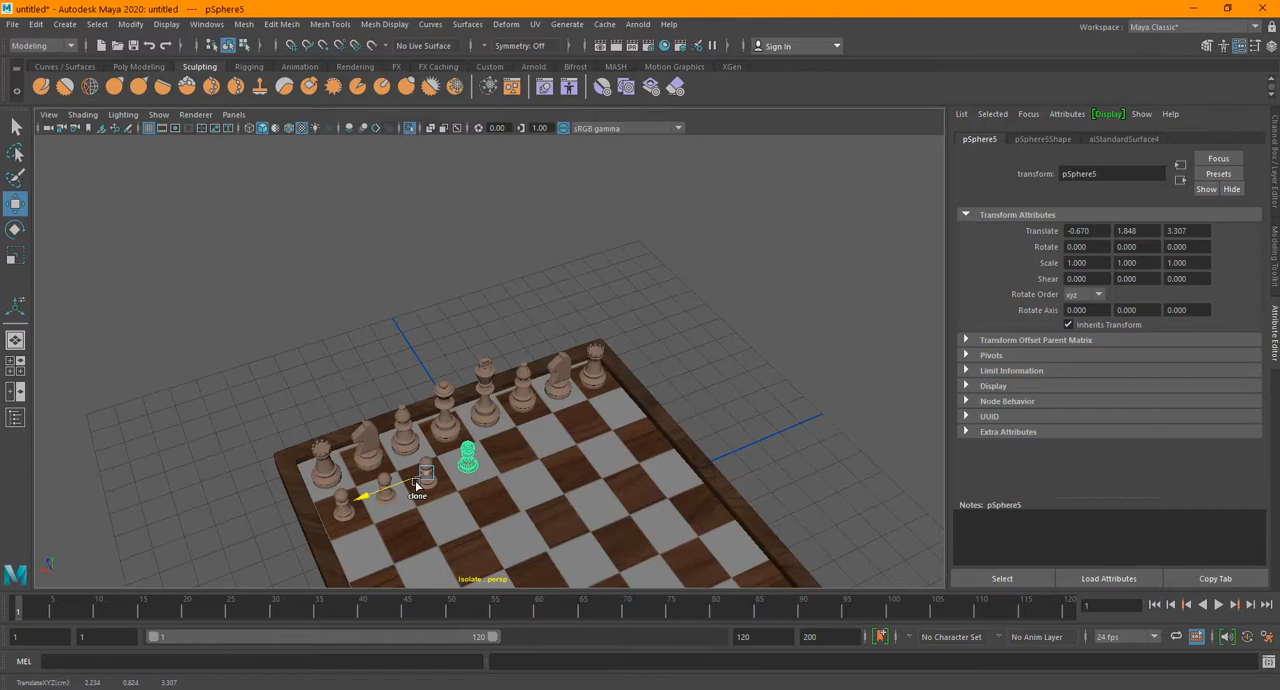 untitled* - Autodesk Maya 2020: untitled --- pSphere5
File Edit Create Select Modify Display Windows Mesh Edit Mesh Mesh Tools Mesh Display Curves Surfaces Deform UV Generate Cache Arnold Help
Workspace : Maya Classic*
Modeling No Live Surface Symmetry: Off Sign In
Curves / Surfaces Poly Modeling Sculpting Rigging Animation Rendering FX FX Caching Custom Arnold Bifrost MASH Motion Graphics XGen
View Shading Lighting Show Renderer Panels
0.00 1.00 sRGB gamma
List Selected Focus Attributes Display Show Help
pSphere5 pSphere5Shape aiStandardSurface4
Focus
transform: pSphere5 Presets
Show Hide
Transform Attributes
Translate -0.670 1.848 3.307
Rotate 0.000 0.000 0.000
Scale 1.000 1.000 1.000
Shear 0.000 0.000 0.000
Rotate Order xyz
Rotate Axis 0.000 0.000 0.000
Inherits Transform
Transform Offset Parent Matrix
Pivots
Limit Information
Display
Node Behavior
UUID
Extra Attributes
Notes: pSphere5
Select Load Attributes Copy Tab
Channel Box / Layer Editor
Modeling Toolkit
Attribute Editor
clone
Isolate : persp
5 10 15 20 25 30 35 40 45 50 55 60 65 70 75 80 85 90 95 100 105 110 115 120
1 1
1 1 1 120 120 200 No Character Set No Anim Layer 24 fps
MEL
TranslateXYZ(cm): 2.234 0.824 3.307